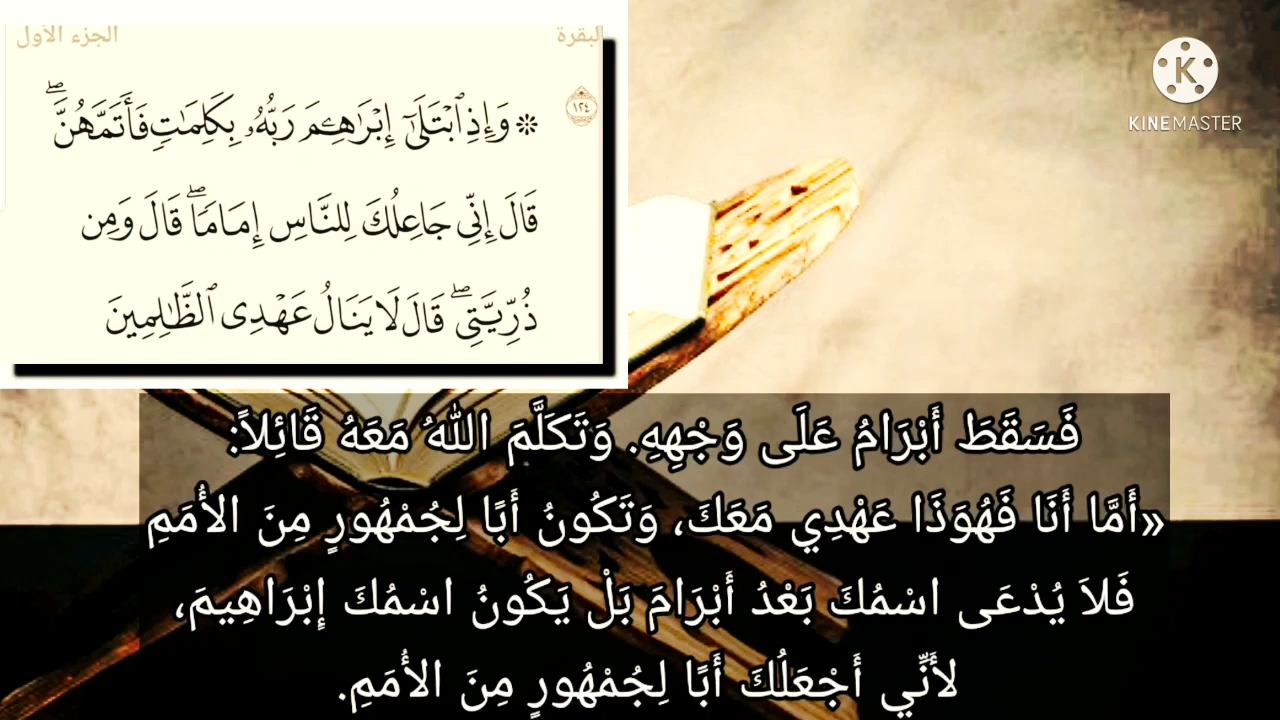 البقرة
الجزء الأول
١٢٤
۞ وَإِذِ ٱبْتَلَىٰٓ إِبْرَٰهِـۧمَ رَبُّهُۥ بِكَلِمَٰتٍ فَأَتَمَّهُنَّ ۖ
قَالَ إِنِّى جَاعِلُكَ لِلنَّاسِ إِمَامًا ۖ قَالَ وَمِن
ذُرِّيَّتِى ۖ قَالَ لَا يَنَالُ عَهْدِى ٱلظَّٰلِمِينَ
KINEMASTER
فَسَقَطَ أَبْرَامُ عَلَى وَجْهِهِ. وَتَكَلَّمَ اللهُ مَعَهُ قَائِلاً:
«أَمَّا أَنَا فَهُوَذَا عَهْدِي مَعَكَ، وَتَكُونُ أَبًا لِجُمْهُورٍ مِنَ الأُمَمِ
فَلاَ يُدْعَى اسْمُكَ بَعْدُ أَبْرَامَ بَلْ يَكُونُ اسْمُكَ إِبْرَاهِيمَ،
لأَنِّي أَجْعَلُكَ أَبًا لِجُمْهُورٍ مِنَ الأُمَمِ.